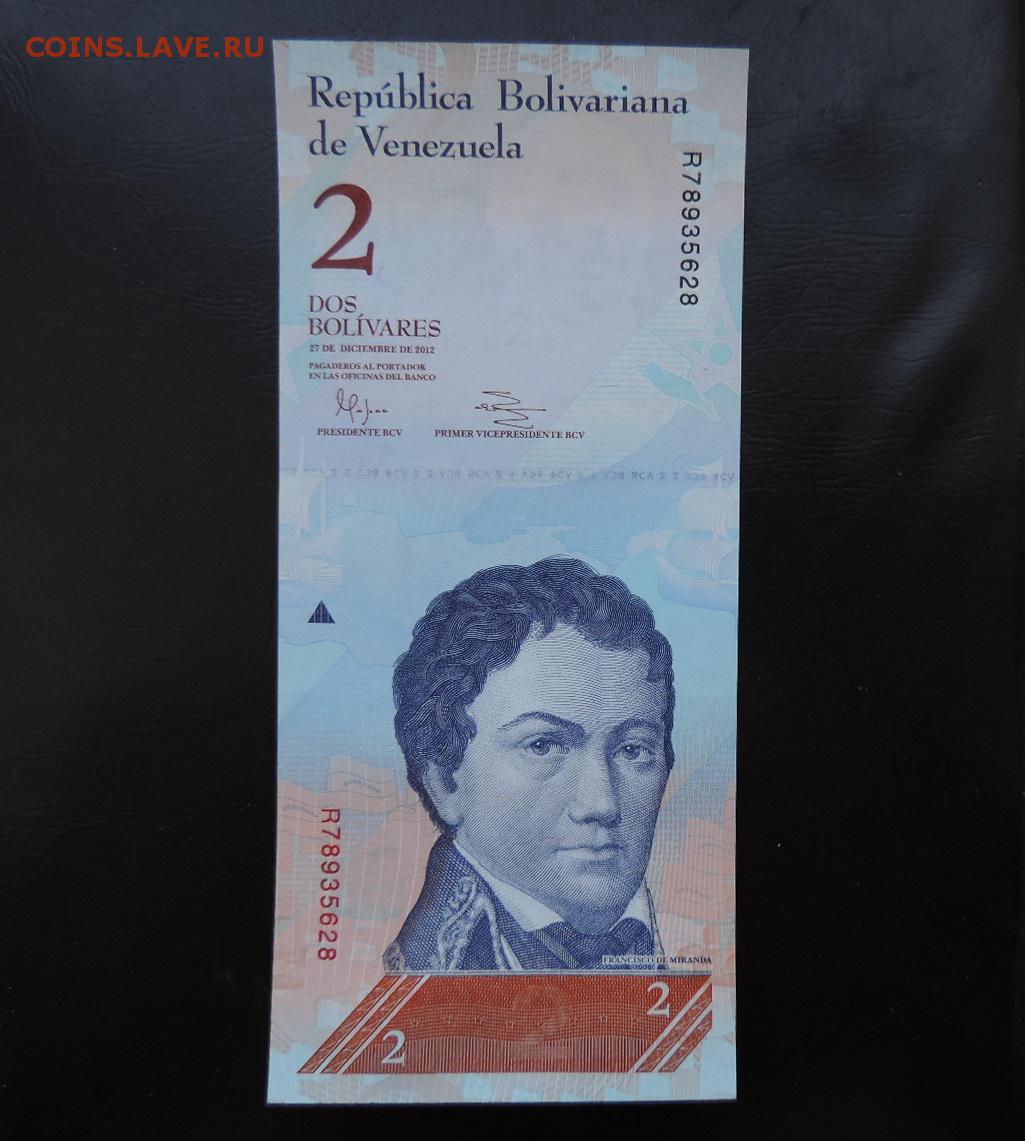 COINS.LAVE.RU
República Bolivariana
de Venezuela
R78935628
2
DOS
BOLÍVARES
27 DE DICIEMBRE DE 2012
PAGADEROS AL PORTADOR
EN LAS OFICINAS DEL BANCO
PRESIDENTE BCV
PRIMER VICEPRESIDENTE BCV
R78935628
FRANCISCO DE MIRANDA
2
2